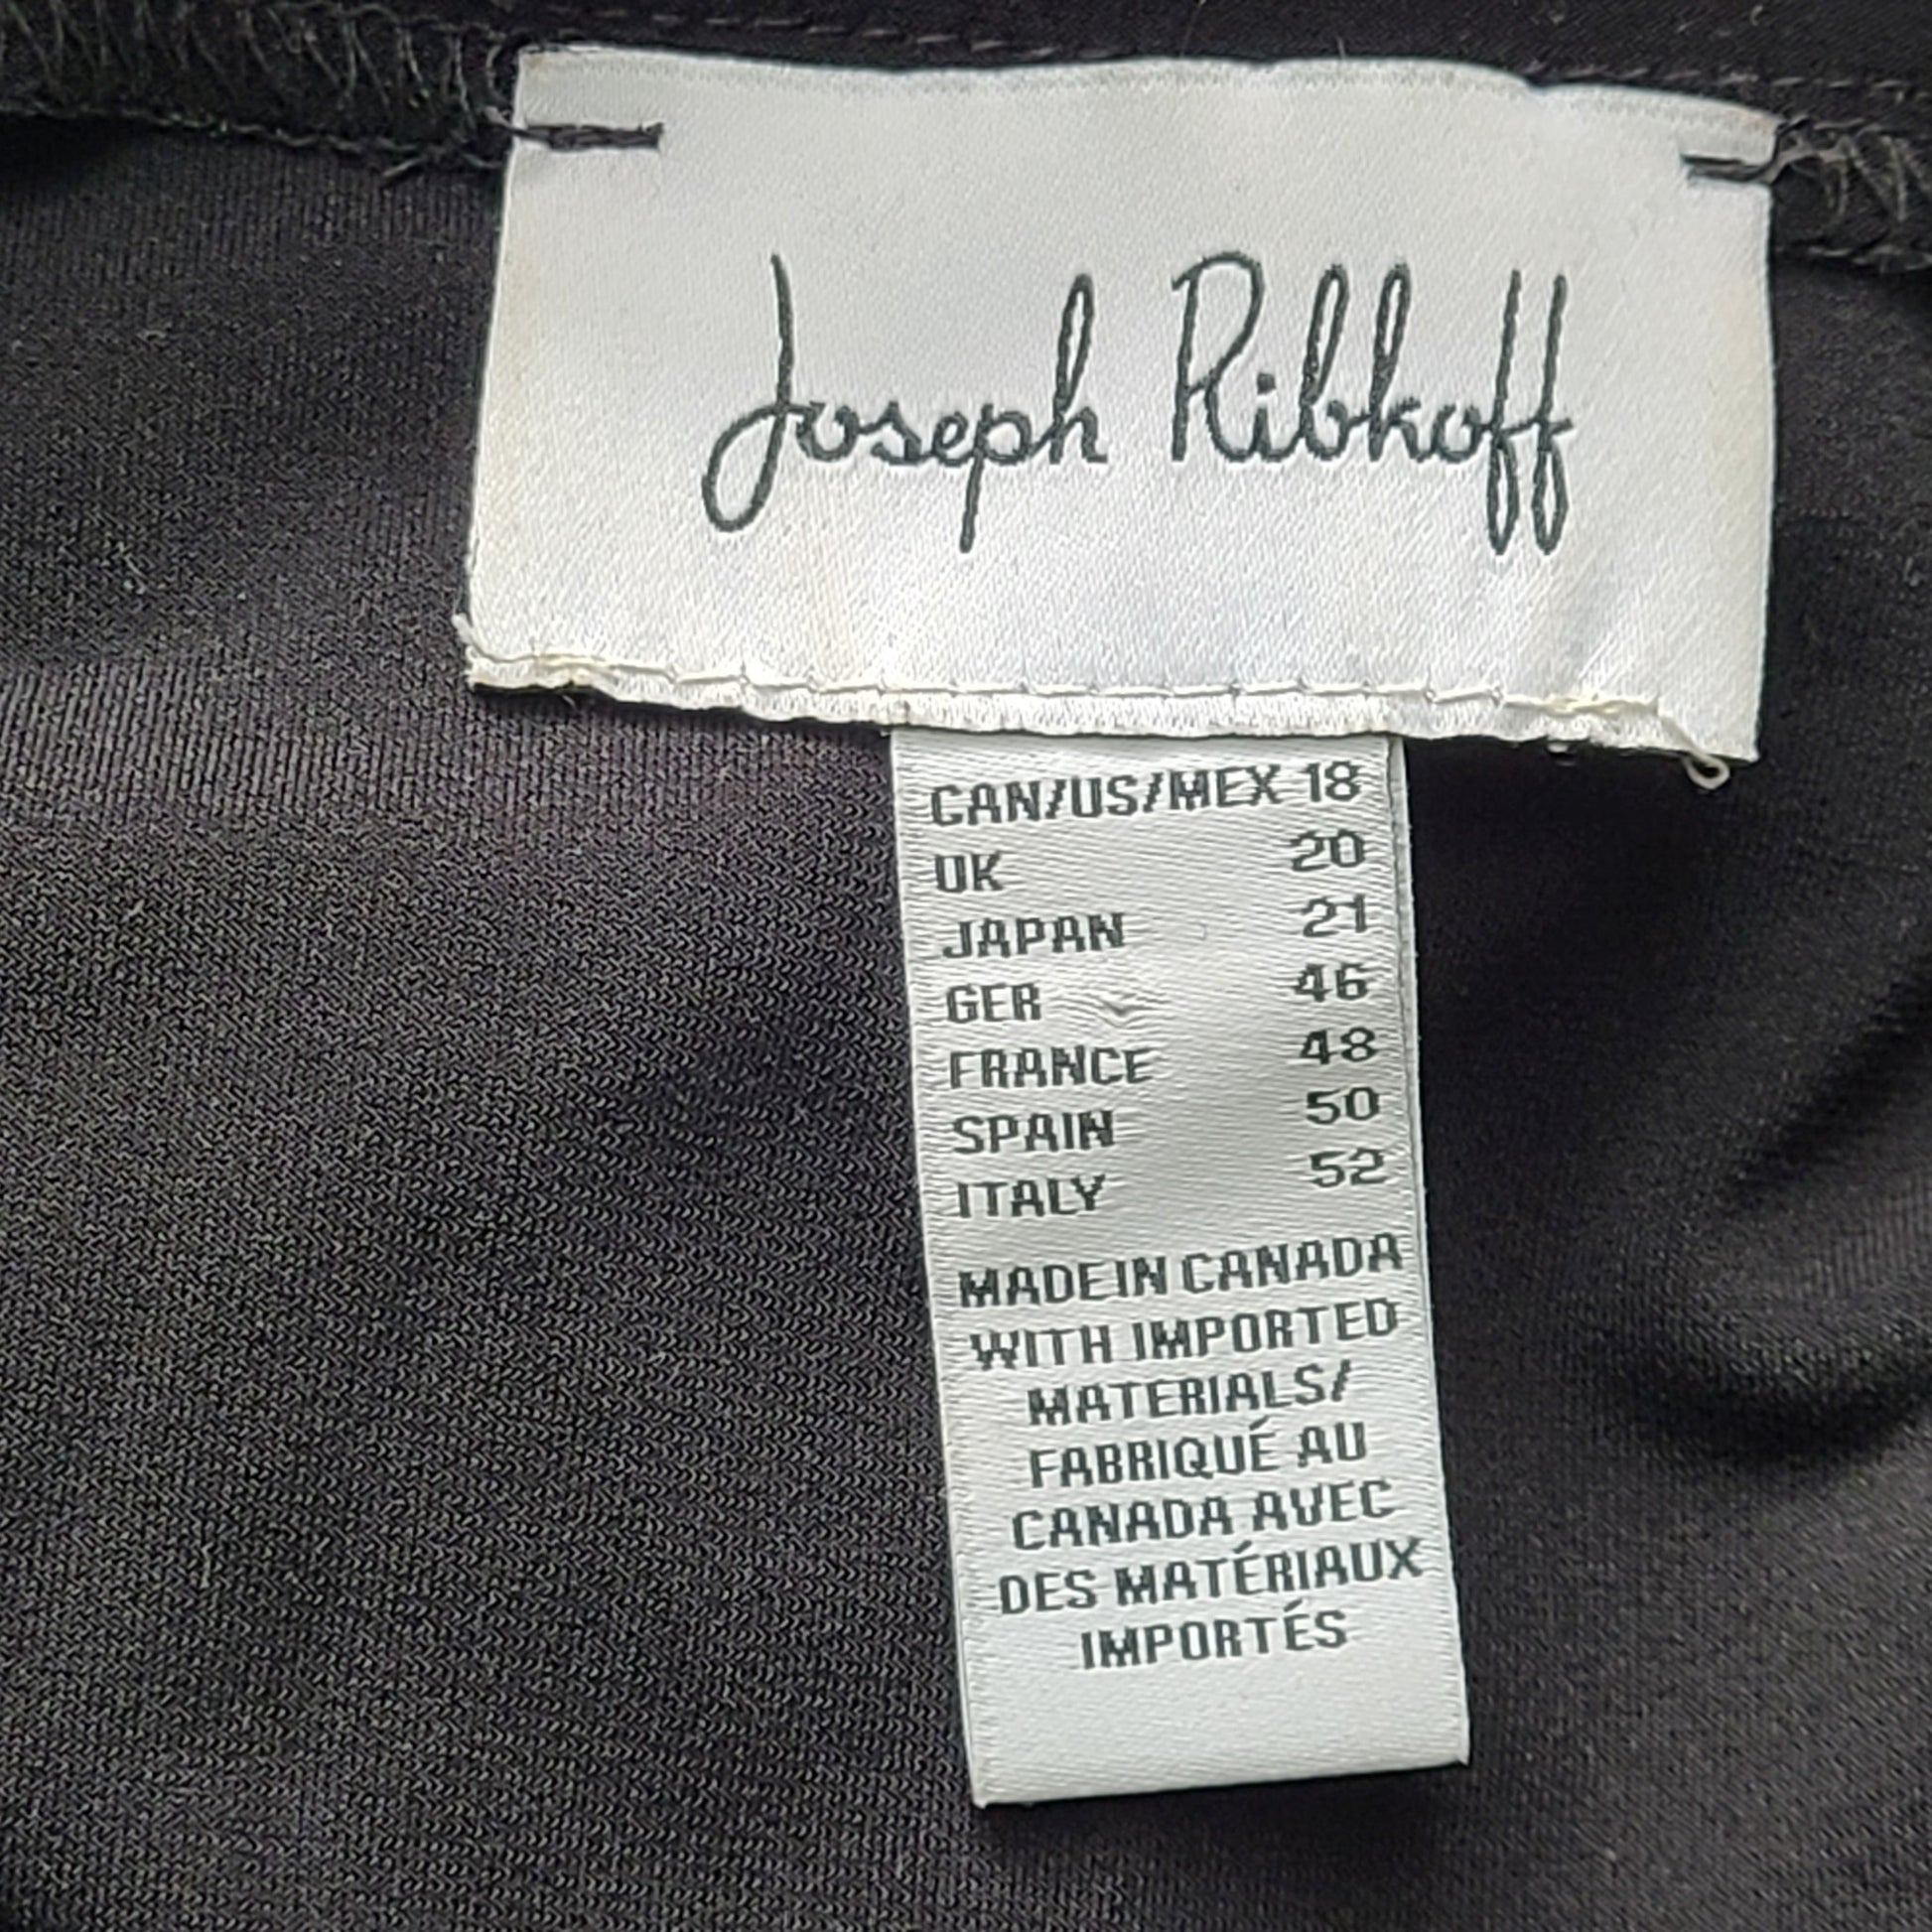 Joseph Ribkoff
CAN/US/MEX 18
UK 20
JAPAN 21
GER 46
FRANCE 48
SPAIN 50
ITALY 52
MADE IN CANADA
WITH IMPORTED
MATERIALS/
FABRIQUÉ AU
CANADA AVEC
DES MATÉRIAUX
IMPORTÉS